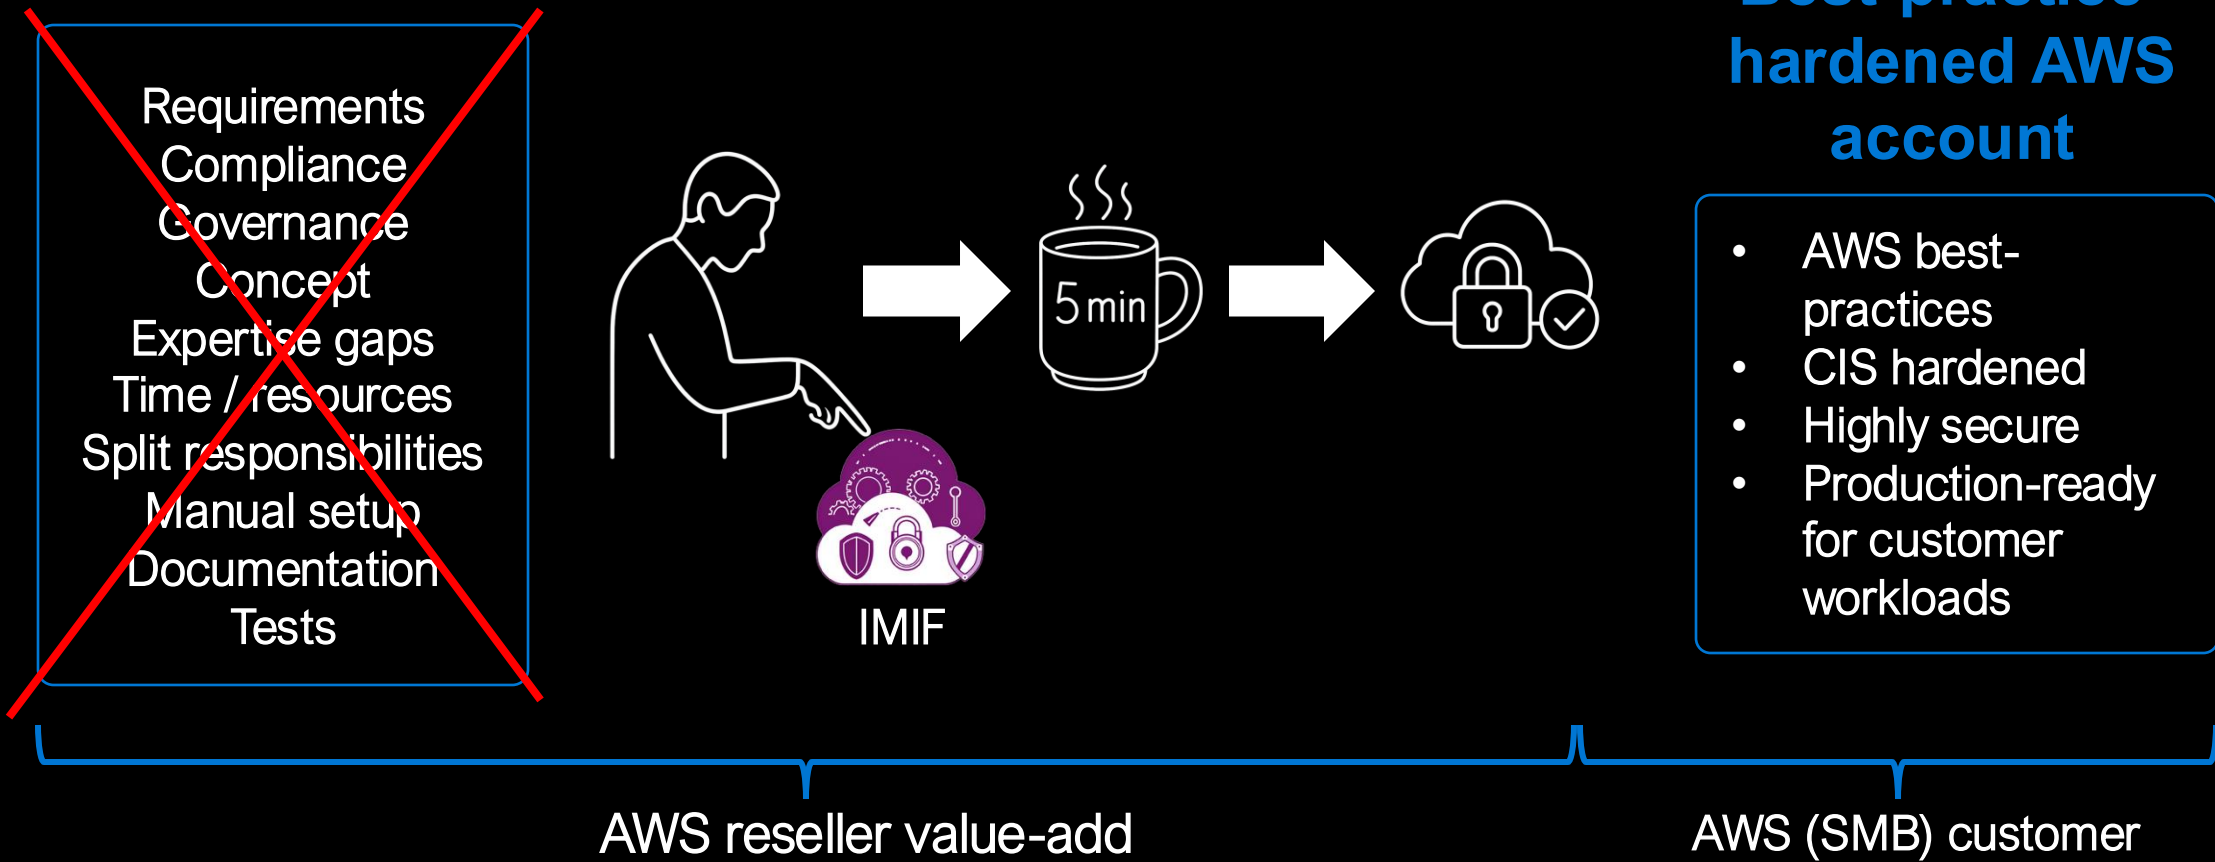 Requirements
Compliance
Governance
Concept
Expertise gaps
Time / resources
Split responsibilities
Manual setup
Documentation
Tests
5 min
IMIF
Best-practice
hardened AWS
account
• AWS best-
practices
• CIS hardened
• Highly secure
• Production-ready
for customer
workloads
AWS reseller value-add
AWS (SMB) customer